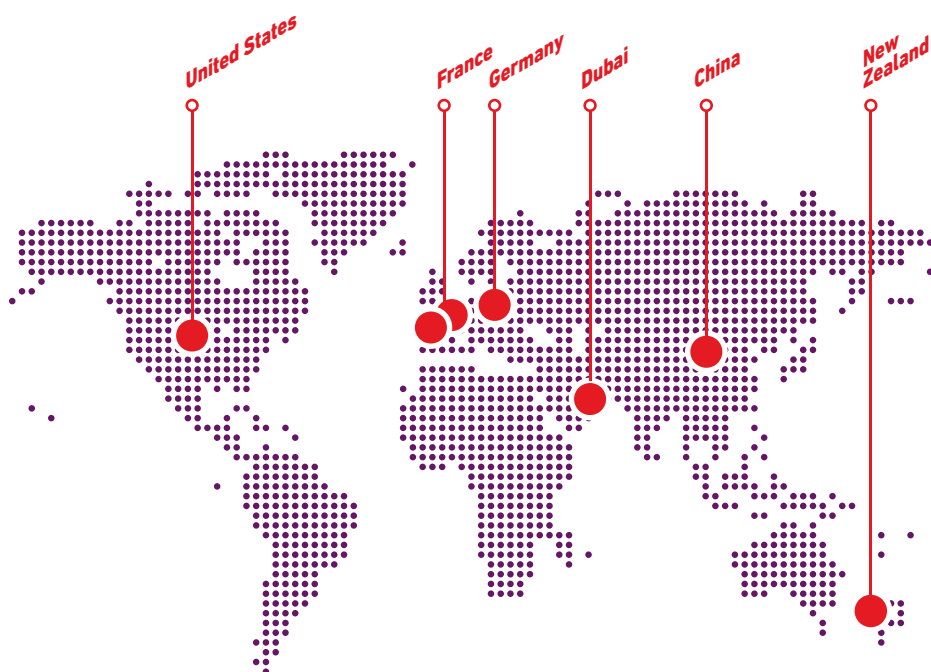 United States
France
Germany
Dubai
China
New
Zealand